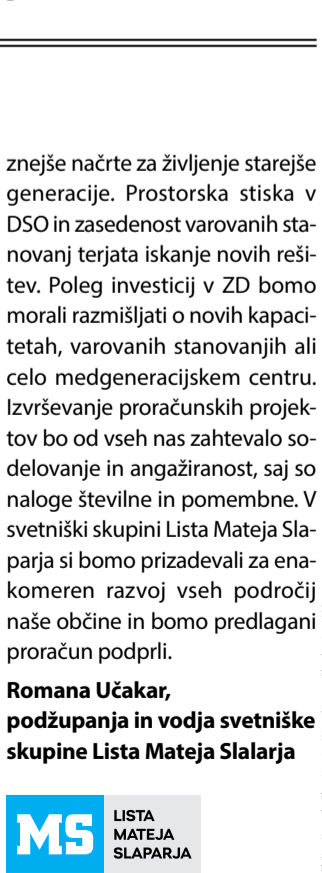 znejše načrte za življenje starejše
generacije. Prostorska stiska v
DSO in zasedenost varovanih sta-
novanj terjata iskanje novih reši-
tev. Poleg investicij v ZD bomo
morali razmišljati o novih kapaci-
tetah, varovanih stanovanjih ali
celo medgeneracijskem centru.
Izvrševanje proračunskih projek-
tov bo od vseh nas zahtevalo so-
delovanje in angažiranost, saj so
naloge številne in pomembne. V
svetniški skupini Lista Mateja Sla-
parja si bomo prizadevali za ena-
komeren razvoj vseh področij
naše občine in bomo predlagani
proračun podprli.
Romana Učakar,
podžupanja in vodja svetniške
skupine Lista Mateja Slalarja
MS
LISTA
MATEJA
SLAPARJA